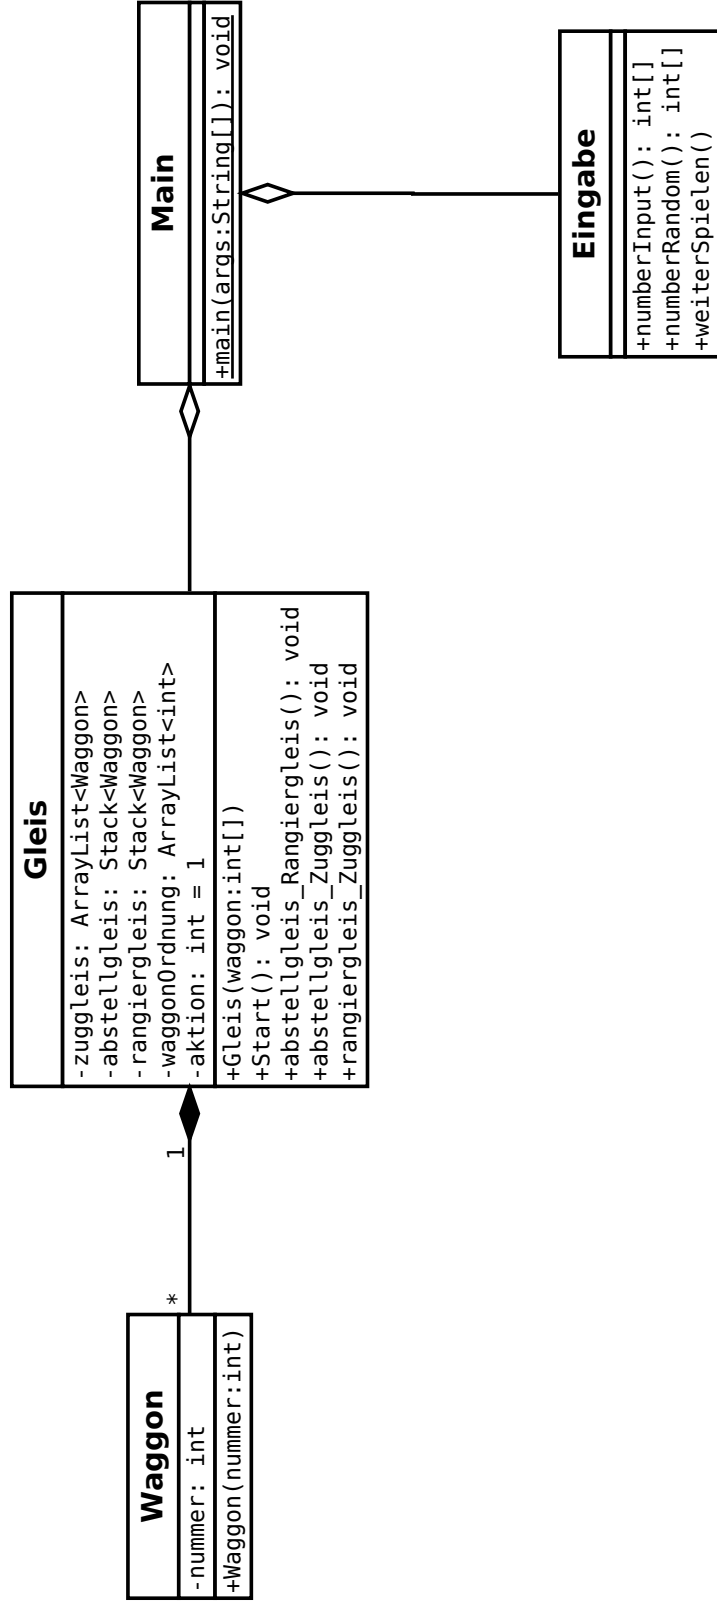 Waggon
-nummer: int
+Waggon(nummer:int)
*
1
Gleis
-zuggleis: ArrayList<Waggon>
-abstellgleis: Stack<Waggon>
-rangiergleis: Stack<Waggon>
-waggonOrdnung: ArrayList<int>
-aktion: int = 1
+Gleis(waggon:int[])
+Start(): void
+abstellgleis_Rangiergleis(): void
+abstellgleis_Zuggleis(): void
+rangiergleis_Zuggleis(): void
Main
+main(args:String[]): void
Eingabe
+numberInput(): int[]
+numberRandom(): int[]
+weiterSpielen()